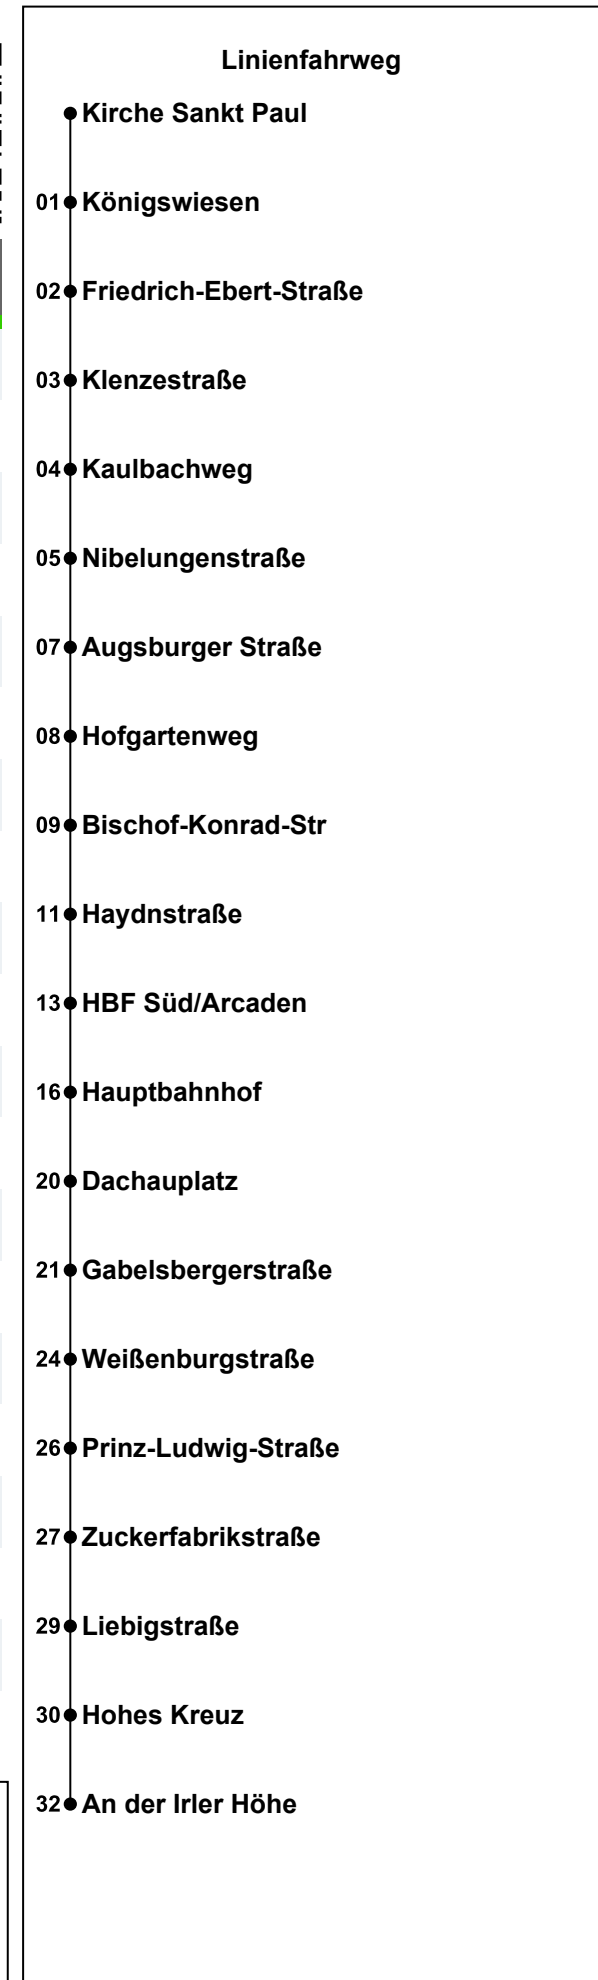 Linienfahrweg
Kirche Sankt Paul
01 Königswiesen
02 Friedrich-Ebert-Straße
03 Klenzestraße
04 Kaulbachweg
05 Nibelungenstraße
07 Augsburger Straße
08 Hofgartenweg
09 Bischof-Konrad-Str
11 Haydnstraße
13 HBF Süd/Arcaden
16 Hauptbahnhof
20 Dachauplatz
21 Gabelsbergerstraße
24 Weißenburgstraße
26 Prinz-Ludwig-Straße
27 Zuckerfabrikstraße
29 Liebigstraße
30 Hohes Kreuz
32 An der Irler Höhe